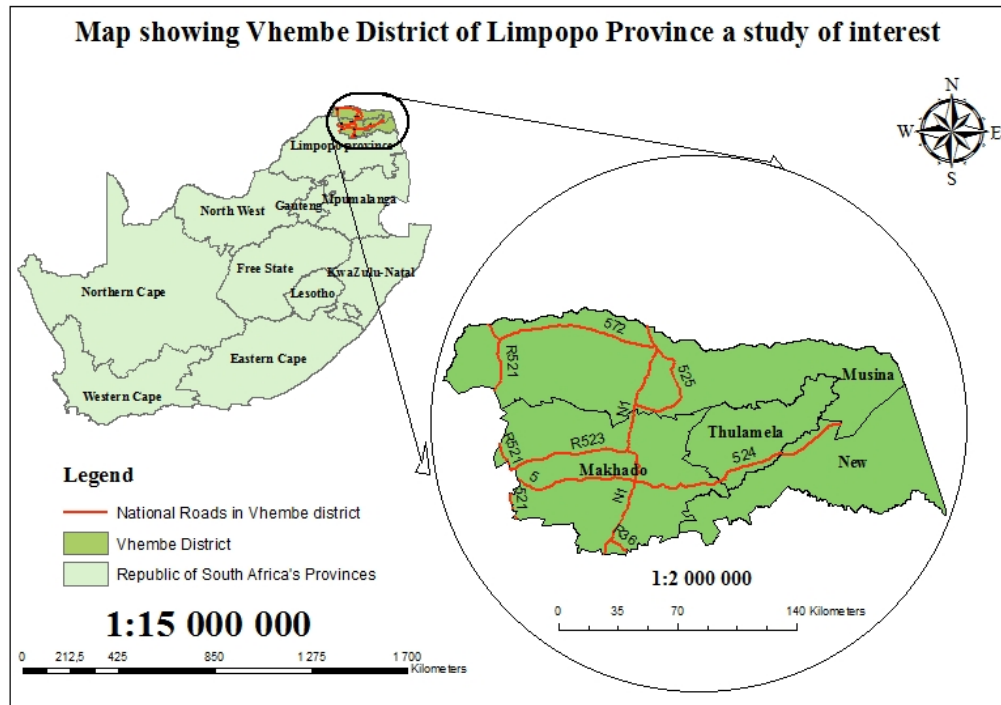 Map showing Vhembe District of Limpopo Province a study of interest
N
W
E
S
Limpopo province
North West
Gauteng
Mpumalanga
Free State
KwaZulu-Natal
Lesotho
Northern Cape
Eastern Cape
Western Cape
572
R521
525
Musina
N1
Thulamela
R523
R521
524
New
Makhado
5
521
N1
R36
Legend
National Roads in Vhembe district
Vhembe District
Republic of South Africa's Provinces
1:15 000 000
0 212,5 425 850 1 275 1 700
Kilometers
1:2 000 000
0 35 70 140 Kilometers